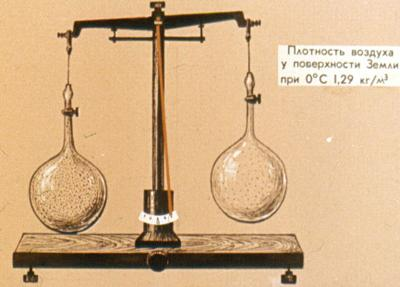 Плотность воздуха
у поверхности Земли
при 0°С 1,29 кг/м³